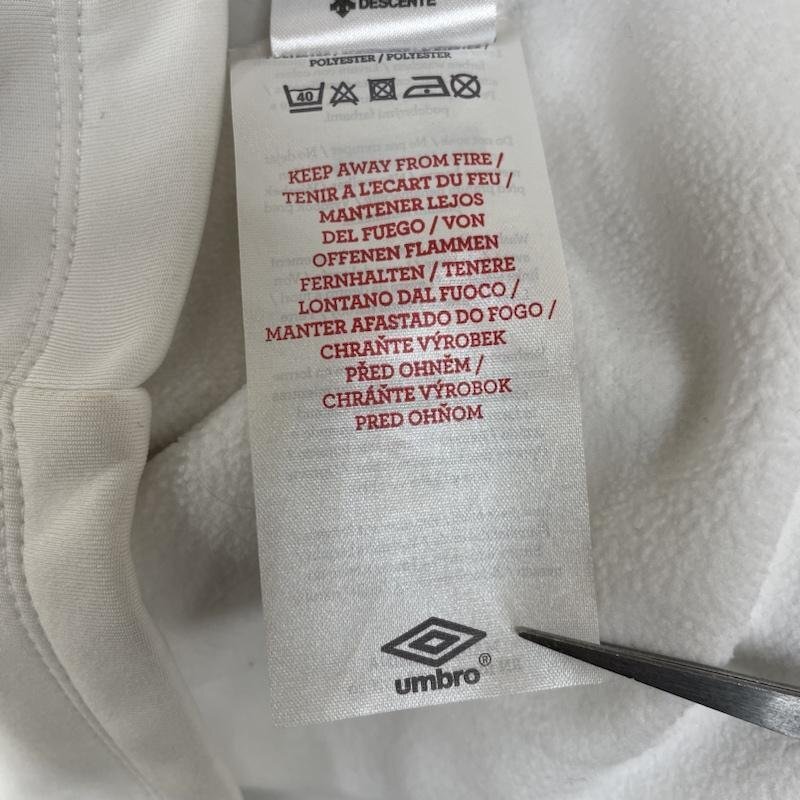 DESCENTE
POLYESTER / POLYESTER
40
KEEP AWAY FROM FIRE /
TENIR A L'ECART DU FEU /
MANTENER LEJOS
DEL FUEGO / VON
OFFENEN FLAMMEN
FERNHALTEN / TENERE
LONTANO DAL FUOCO /
MANTER AFASTADO DO FOGO /
CHRAŇTE VÝROBEK
PŘED OHNĚM /
CHRÁŇTE VÝROBOK
PRED OHŇOM
umbro®